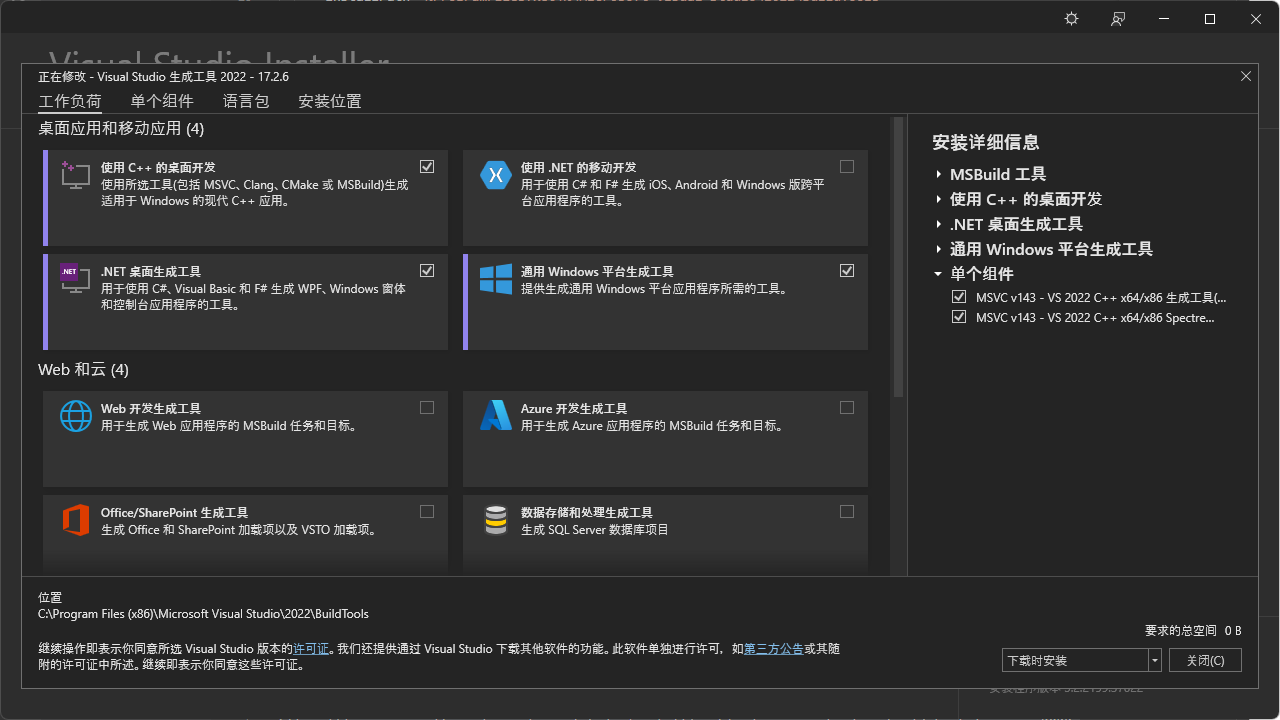 Visual Studio Installer
正在修改 - Visual Studio 生成工具 2022 - 17.2.6
工作负荷 单个组件 语言包 安装位置
桌面应用和移动应用 (4)
使用 C++ 的桌面开发
使用所选工具(包括 MSVC、Clang、CMake 或 MSBuild)生成
适用于 Windows 的现代 C++ 应用。
使用 .NET 的移动开发
用于使用 C# 和 F# 生成 iOS、Android 和 Windows 版跨平
台应用程序的工具。
.NET
.NET 桌面生成工具
用于使用 C#、Visual Basic 和 F# 生成 WPF、Windows 窗体
和控制台应用程序的工具。
通用 Windows 平台生成工具
提供生成通用 Windows 平台应用程序所需的工具。
Web 和云 (4)
Web 开发生成工具
用于生成 Web 应用程序的 MSBuild 任务和目标。
Azure 开发生成工具
用于生成 Azure 应用程序的 MSBuild 任务和目标。
Office/SharePoint 生成工具
生成 Office 和 SharePoint 加载项以及 VSTO 加载项。
数据存储和处理生成工具
生成 SQL Server 数据库项目
安装详细信息
MSBuild 工具
使用 C++ 的桌面开发
.NET 桌面生成工具
通用 Windows 平台生成工具
单个组件
MSVC v143 - VS 2022 C++ x64/x86 生成工具(...
MSVC v143 - VS 2022 C++ x64/x86 Spectre...
位置
C:\Program Files (x86)\Microsoft Visual Studio\2022\BuildTools
继续操作即表示你同意所选 Visual Studio 版本的许可证。我们还提供通过 Visual Studio 下载其他软件的功能。此软件单独进行许可，如第三方公告或其随
附的许可证中所述。继续即表示你同意这些许可证。
要求的总空间 0 B
下载时安装
关闭(C)